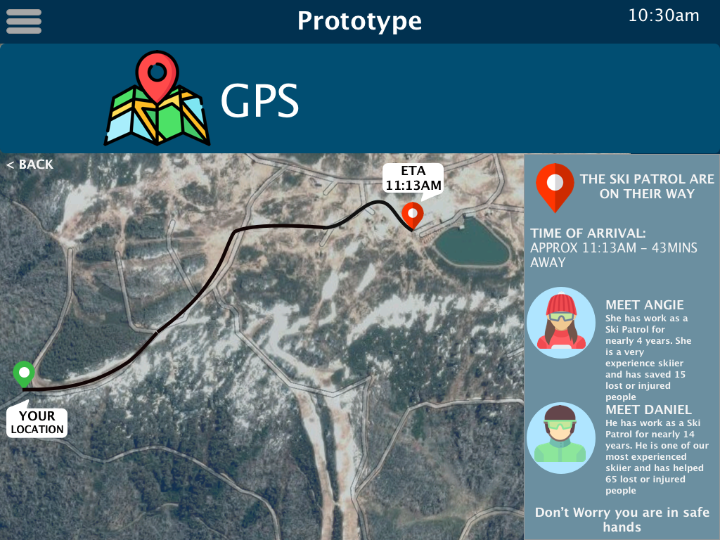 Prototype
10:30am
GPS
< BACK
ETA
11:13AM
YOUR
LOCATION
THE SKI PATROL ARE
ON THEIR WAY
TIME OF ARRIVAL:
APPROX 11:13AM – 43MINS
AWAY
MEET ANGIE
She has work as a
Ski Patrol for
nearly 4 years. She
is a very
experience skiier
and has saved 15
lost or injured
people
MEET DANIEL
He has work as a Ski
Patrol for nearly 14
years. He is one of our
most experienced
skiier and has helped
65 lost or injured
people
Don't Worry you are in safe
hands